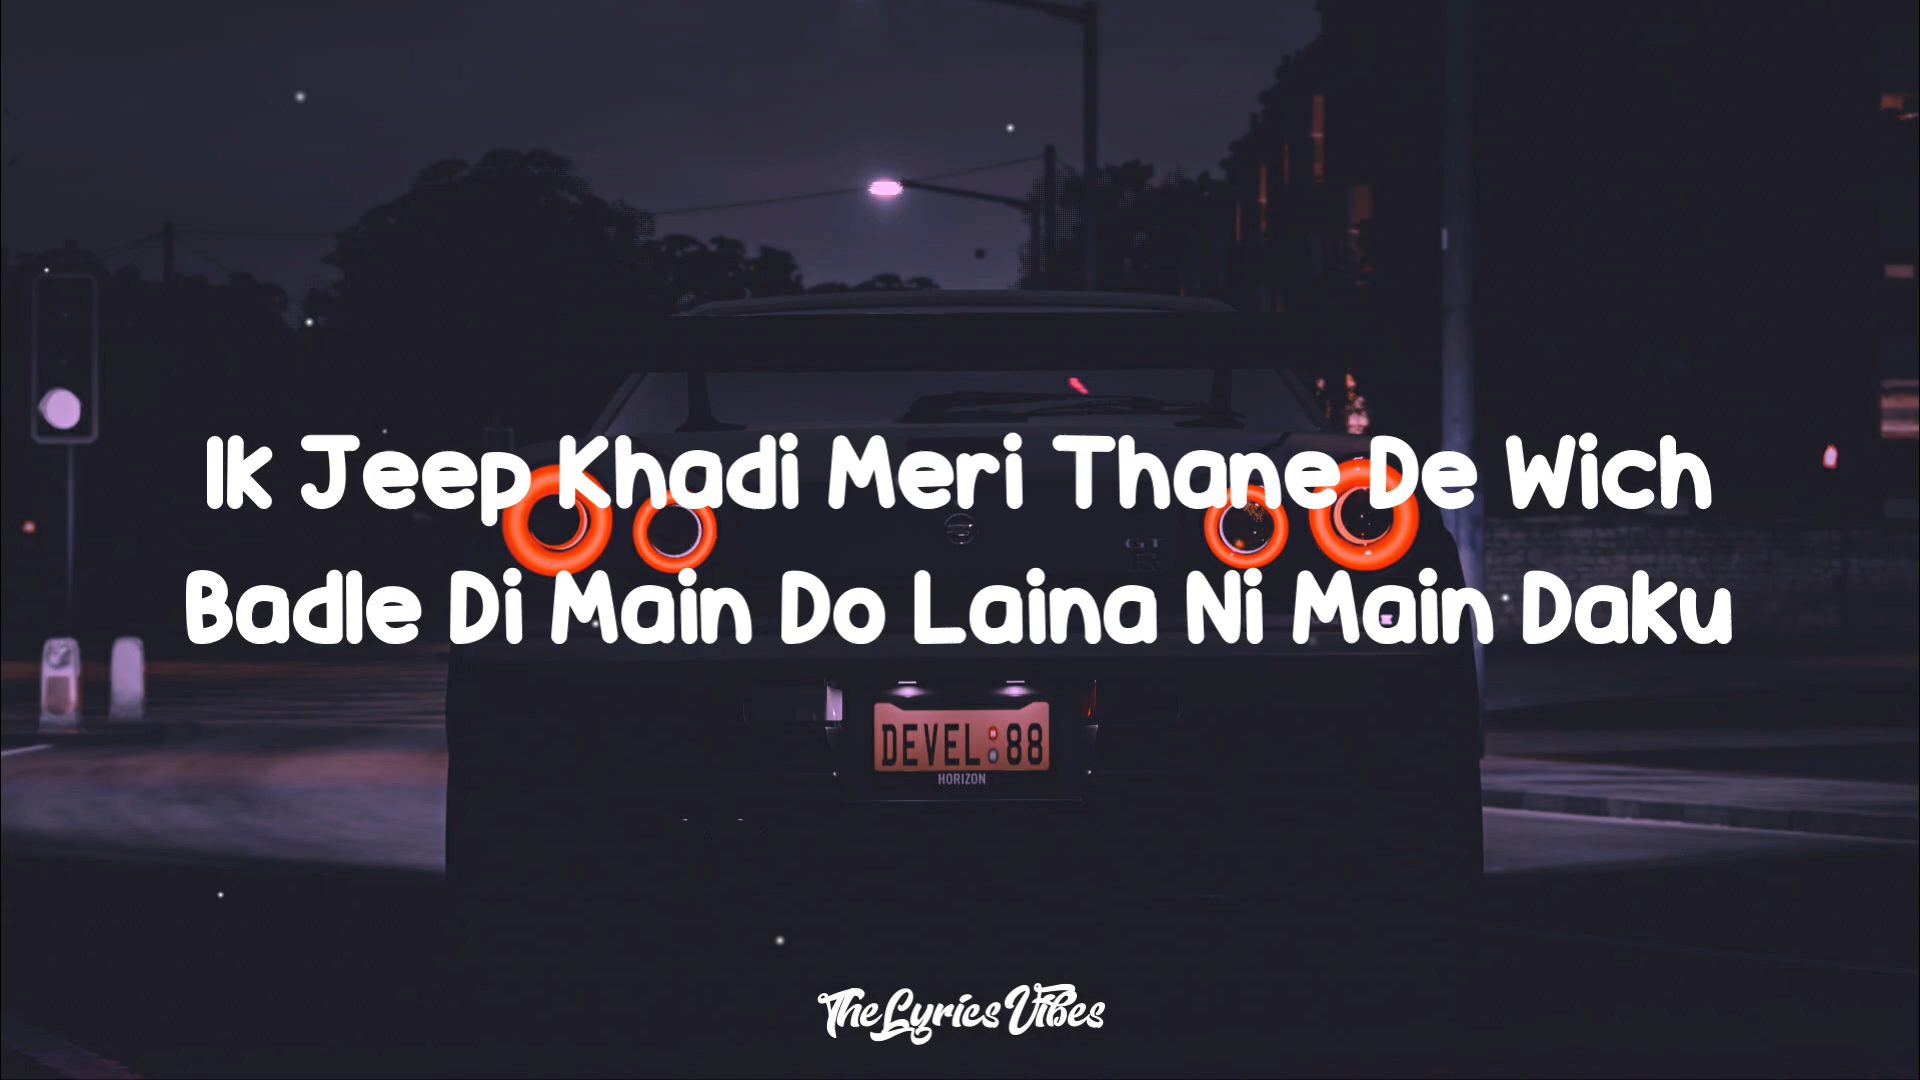 Ik Jeep Khadi Meri Thane De Wich
GT
R
Badle Di Main Do Laina Ni Main Daku
DEVEL 88
HORIZON
TheLyricsVibes